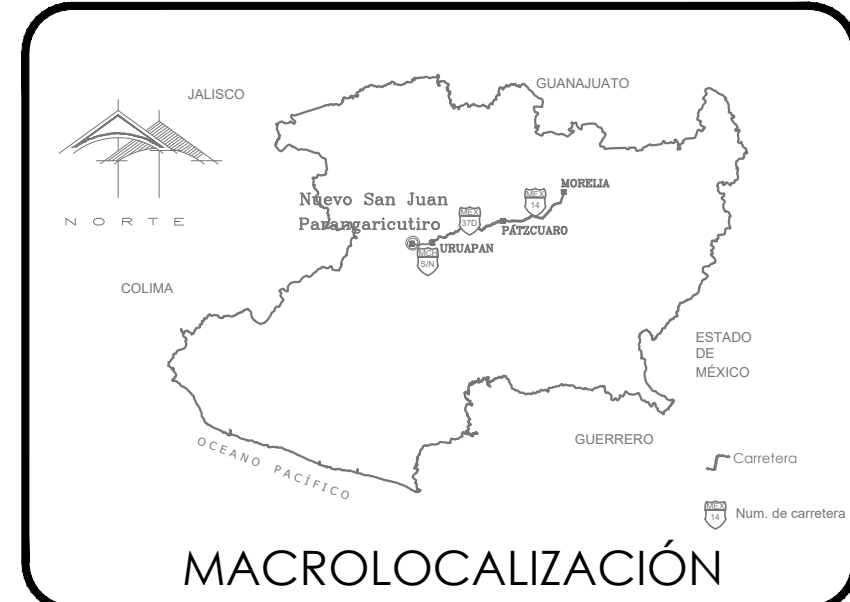 JALISCO
GUANAJUATO
NORTE
Nuevo San Juan
Parangaricutiro
MEX
37D
MEX
14
MORELIA
PÁTZCUARO
URUAPAN
MCH
S/N
COLIMA
ESTADO
DE
MÉXICO
GUERRERO
OCEANO PACÍFICO
Carretera
MEX
14
Num. de carretera
MACROLOCALIZACIÓN